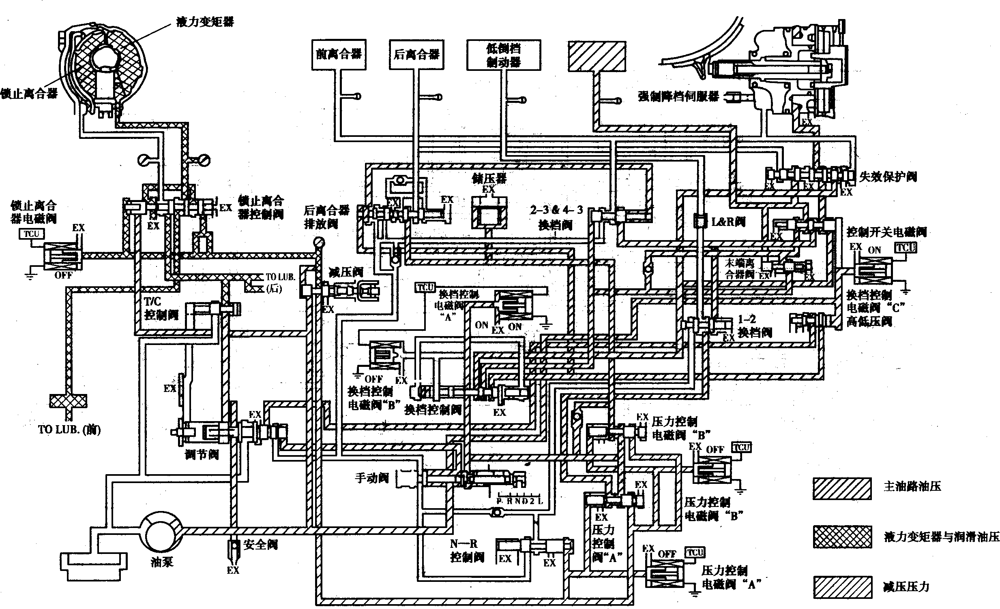 液力变矩器
锁止离合器
前离合器
后离合器
低倒档
制动器
强制降档伺服器
EX
失效保护阀
EX
EX
EX
锁止离合
器电磁阀
TCU
EX
OFF
锁止离合
器控制阀
EX
EX
后离合器
排放阀
EX
EX
储压器
EX
2-3 & 4-3
换档阀
L&R阀
EX
控制开关电磁阀
EX
ON
TCU
末端离
合器阀
EX
EX
换档控制
电磁阀 “C”
高低压阀
减压阀
EX
TO LUB.
(后)
T/C
控制阀
TCU
换档控制
电磁阀
“A”
ON
EX
ON
1-2
换档阀
EX
OFF
EX
换档控制
电磁阀“B”
换档控制阀
EX
EX
EX
TO LUB. (前)
调节阀
EX
压力控制
电磁阀 “B”
EX
OFF
TCU
手动阀
P R N D 2 L
EX
压力控制
电磁阀 “B”
EX
压力
控制
阀“A”
N—R
控制阀
EX
EX
EX
OFF
TCU
压力控制
电磁阀 “A”
安全阀
EX
油泵
主油路油压
液力变矩器与润滑油压
减压压力